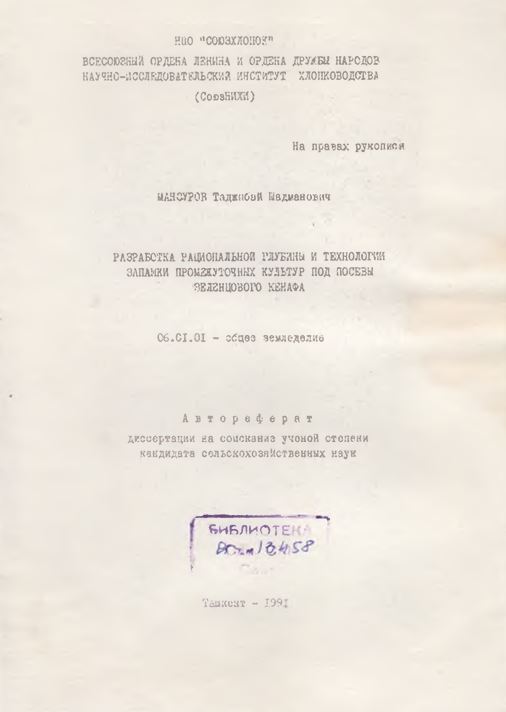 НПО "СОЮЗХЛОПОК"
ВСЕСОЮЗНЫЙ ОРДЕНА ЛЕНИНА И ОРДЕНА ДРУЖБЫ НАРОДОВ
НАУЧНО-ИССЛЕДОВАТЕЛЬСКИЙ ИНСТИТУТ ХЛОПКОВОДСТВА
(СоюзНИХИ)
На правах рукописи
МАНСУРОВ Таджибай Шадманович
РАЗРАБОТКА РАЦИОНАЛЬНОЙ ГЛУБИНЫ И ТЕХНОЛОГИИ
ЗАПАШКИ ПРОМЕЖУТОЧНЫХ КУЛЬТУР ПОД ПОСЕВЫ
ЗЕЛЕНЦОВОГО КЕНАФА
06.01.01 - общее земледелие
Автореферат
диссертации на соискание ученой степени
кандидата сельскохозяйственных наук
БИБЛИОТЕКА
Ташкент - 1991